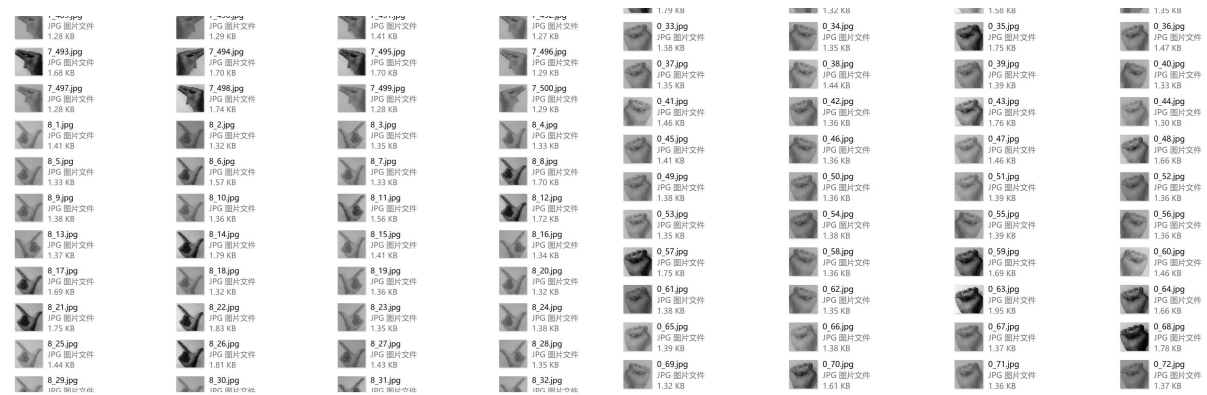 JPG 图片文件 JPG 图片文件 JPG 图片文件 JPG 图片文件
1.28 KB 1.29 KB 1.41 KB 1.27 KB
7_493.jpg 7_494.jpg 7_495.jpg 7_496.jpg
JPG 图片文件 JPG 图片文件 JPG 图片文件 JPG 图片文件
1.68 KB 1.70 KB 1.70 KB 1.29 KB
7_497.jpg 7_498.jpg 7_499.jpg 7_500.jpg
JPG 图片文件 JPG 图片文件 JPG 图片文件 JPG 图片文件
1.28 KB 1.74 KB 1.28 KB 1.29 KB
8_1.jpg 8_2.jpg 8_3.jpg 8_4.jpg
JPG 图片文件 JPG 图片文件 JPG 图片文件 JPG 图片文件
1.41 KB 1.32 KB 1.35 KB 1.33 KB
8_5.jpg 8_6.jpg 8_7.jpg 8_8.jpg
JPG 图片文件 JPG 图片文件 JPG 图片文件 JPG 图片文件
1.33 KB 1.57 KB 1.33 KB 1.70 KB
8_9.jpg 8_10.jpg 8_11.jpg 8_12.jpg
JPG 图片文件 JPG 图片文件 JPG 图片文件 JPG 图片文件
1.38 KB 1.36 KB 1.56 KB 1.72 KB
8_13.jpg 8_14.jpg 8_15.jpg 8_16.jpg
JPG 图片文件 JPG 图片文件 JPG 图片文件 JPG 图片文件
1.37 KB 1.79 KB 1.41 KB 1.34 KB
8_17.jpg 8_18.jpg 8_19.jpg 8_20.jpg
JPG 图片文件 JPG 图片文件 JPG 图片文件 JPG 图片文件
1.69 KB 1.32 KB 1.36 KB 1.32 KB
8_21.jpg 8_22.jpg 8_23.jpg 8_24.jpg
JPG 图片文件 JPG 图片文件 JPG 图片文件 JPG 图片文件
1.75 KB 1.83 KB 1.35 KB 1.38 KB
8_25.jpg 8_26.jpg 8_27.jpg 8_28.jpg
JPG 图片文件 JPG 图片文件 JPG 图片文件 JPG 图片文件
1.44 KB 1.81 KB 1.43 KB 1.35 KB
8_29.jpg 8_30.jpg 8_31.jpg 8_32.jpg
1.79 KB 1.32 KB 1.58 KB 1.35 KB
0_33.jpg 0_34.jpg 0_35.jpg 0_36.jpg
JPG 图片文件 JPG 图片文件 JPG 图片文件 JPG 图片文件
1.38 KB 1.35 KB 1.75 KB 1.47 KB
0_37.jpg 0_38.jpg 0_39.jpg 0_40.jpg
JPG 图片文件 JPG 图片文件 JPG 图片文件 JPG 图片文件
1.35 KB 1.44 KB 1.39 KB 1.33 KB
0_41.jpg 0_42.jpg 0_43.jpg 0_44.jpg
JPG 图片文件 JPG 图片文件 JPG 图片文件 JPG 图片文件
1.46 KB 1.36 KB 1.76 KB 1.30 KB
0_45.jpg 0_46.jpg 0_47.jpg 0_48.jpg
JPG 图片文件 JPG 图片文件 JPG 图片文件 JPG 图片文件
1.41 KB 1.36 KB 1.46 KB 1.66 KB
0_49.jpg 0_50.jpg 0_51.jpg 0_52.jpg
JPG 图片文件 JPG 图片文件 JPG 图片文件 JPG 图片文件
1.38 KB 1.36 KB 1.39 KB 1.36 KB
0_53.jpg 0_54.jpg 0_55.jpg 0_56.jpg
JPG 图片文件 JPG 图片文件 JPG 图片文件 JPG 图片文件
1.35 KB 1.38 KB 1.39 KB 1.36 KB
0_57.jpg 0_58.jpg 0_59.jpg 0_60.jpg
JPG 图片文件 JPG 图片文件 JPG 图片文件 JPG 图片文件
1.75 KB 1.36 KB 1.69 KB 1.46 KB
0_61.jpg 0_62.jpg 0_63.jpg 0_64.jpg
JPG 图片文件 JPG 图片文件 JPG 图片文件 JPG 图片文件
1.38 KB 1.35 KB 1.95 KB 1.66 KB
0_65.jpg 0_66.jpg 0_67.jpg 0_68.jpg
JPG 图片文件 JPG 图片文件 JPG 图片文件 JPG 图片文件
1.39 KB 1.38 KB 1.37 KB 1.78 KB
0_69.jpg 0_70.jpg 0_71.jpg 0_72.jpg
JPG 图片文件 JPG 图片文件 JPG 图片文件 JPG 图片文件
1.32 KB 1.61 KB 1.36 KB 1.37 KB